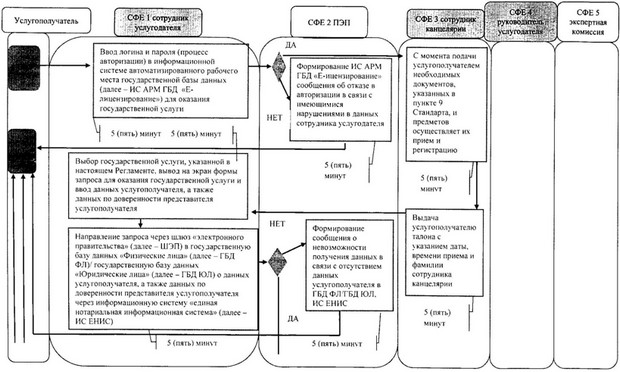 Услугополучатель
СФЕ 1 сотрудник
услугодателя
СФЕ 2 ПЭП
СФЕ 3 сотрудник
канцелярии
СФЕ 4
руководитель
услугодателя
СФЕ 5
экспертная
комиссия
Ввод логина и пароля (процесс
авторизации) в информационной
системе автоматизированного рабочего
места государственной базы данных
(далее – ИС АРМ ГБД «Е-
лицензирование») для оказания
государственной услуги
5 (пять) минут
5 (пять) минут
ДА
НЕТ
Формирование ИС АРМ
ГБД «Е-ицензирование»
сообщения об отказе в
авторизации в связи с
имеющимися
нарушениями в данных
сотрудника услугодателя
5 (пять)
минут
С момента подачи
услугополучателем
необходимых
документов,
указанных в
пункте 9
Стандарта, и
предметов
осуществляет их
прием и
регистрацию
5 (пять)
минут
Выбор государственной услуги, указанной в
настоящем Регламенте, вывод на экран формы
запроса для оказания государственной услуги и
ввод данных услугополучателя, а также
данных по доверенности представителя
услугополучателя
Направление запроса через шлюз «электронного
правительства» (далее – ШЭП) в государственную
базу данных «Физические лица» (далее – ГБД
ФЛ)/ государственную базу данных
«Юридические лица» (далее – ГБД ЮЛ) о данных
услугополучателя, а также данных по
доверенности представителя услугополучателя
через информационную систему «единая
нотариальная информационная система» (далее –
ИС ЕНИС)
5 (пять) минут
НЕТ
ДА
Формирование
сообщения о
невозможности
получения данных в
связи с отсутствием
данных
услугополучателя в
ГБД ФЛ/ГБД ЮЛ,
ИС ЕНИС
5 (пять)
минут
Выдача
услугополучателю
талона с
указанием даты,
времени приема и
фамилии
сотрудника
канцелярии
5 (пять)
минут